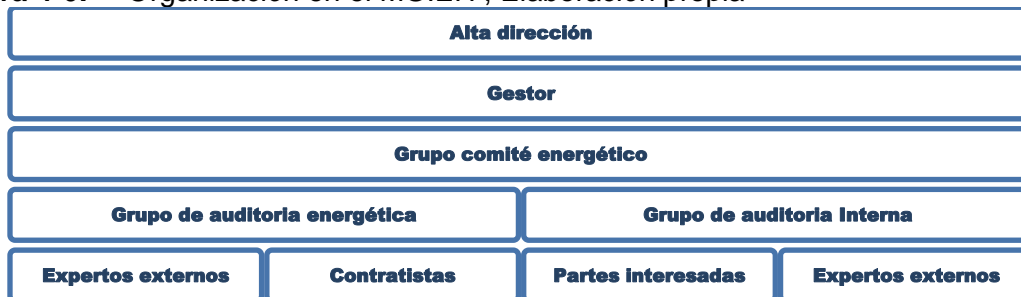 Alta dirección
Gestor
Grupo comité energético
Grupo de auditoria energética
Grupo de auditoria Interna
Expertos externos
Contratistas
Partes interesadas
Expertos externos